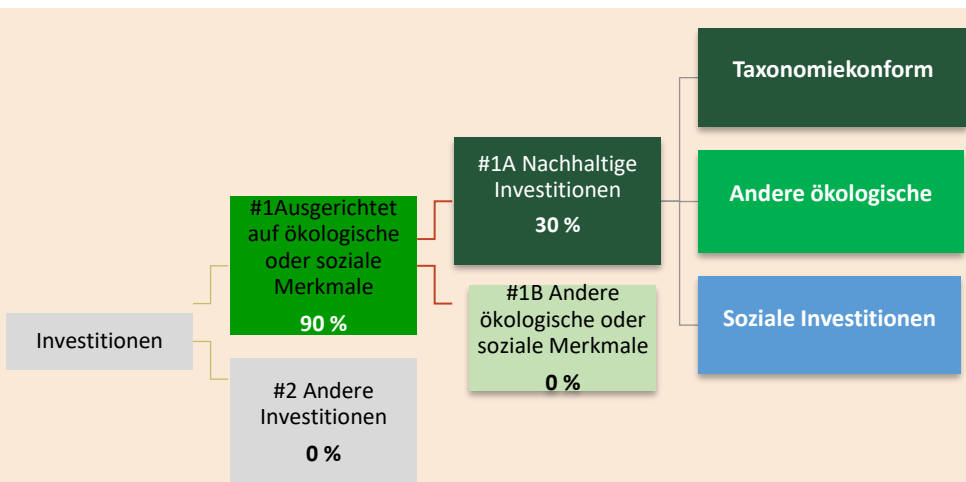 Investitionen
#1Ausgerichtet
auf ökologische
oder soziale
Merkmale
90 %
#2 Andere
Investitionen
0 %
#1A Nachhaltige
Investitionen
30 %
#1B Andere
ökologische oder
soziale Merkmale
0 %
Taxonomiekonform
Andere ökologische
Soziale Investitionen